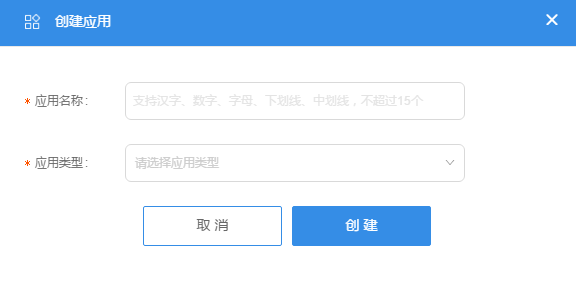 创建应用
* 应用名称： 支持汉字、数字、字母、下划线、中划线，不超过15个
* 应用类型： 请选择应用类型
取 消 创 建